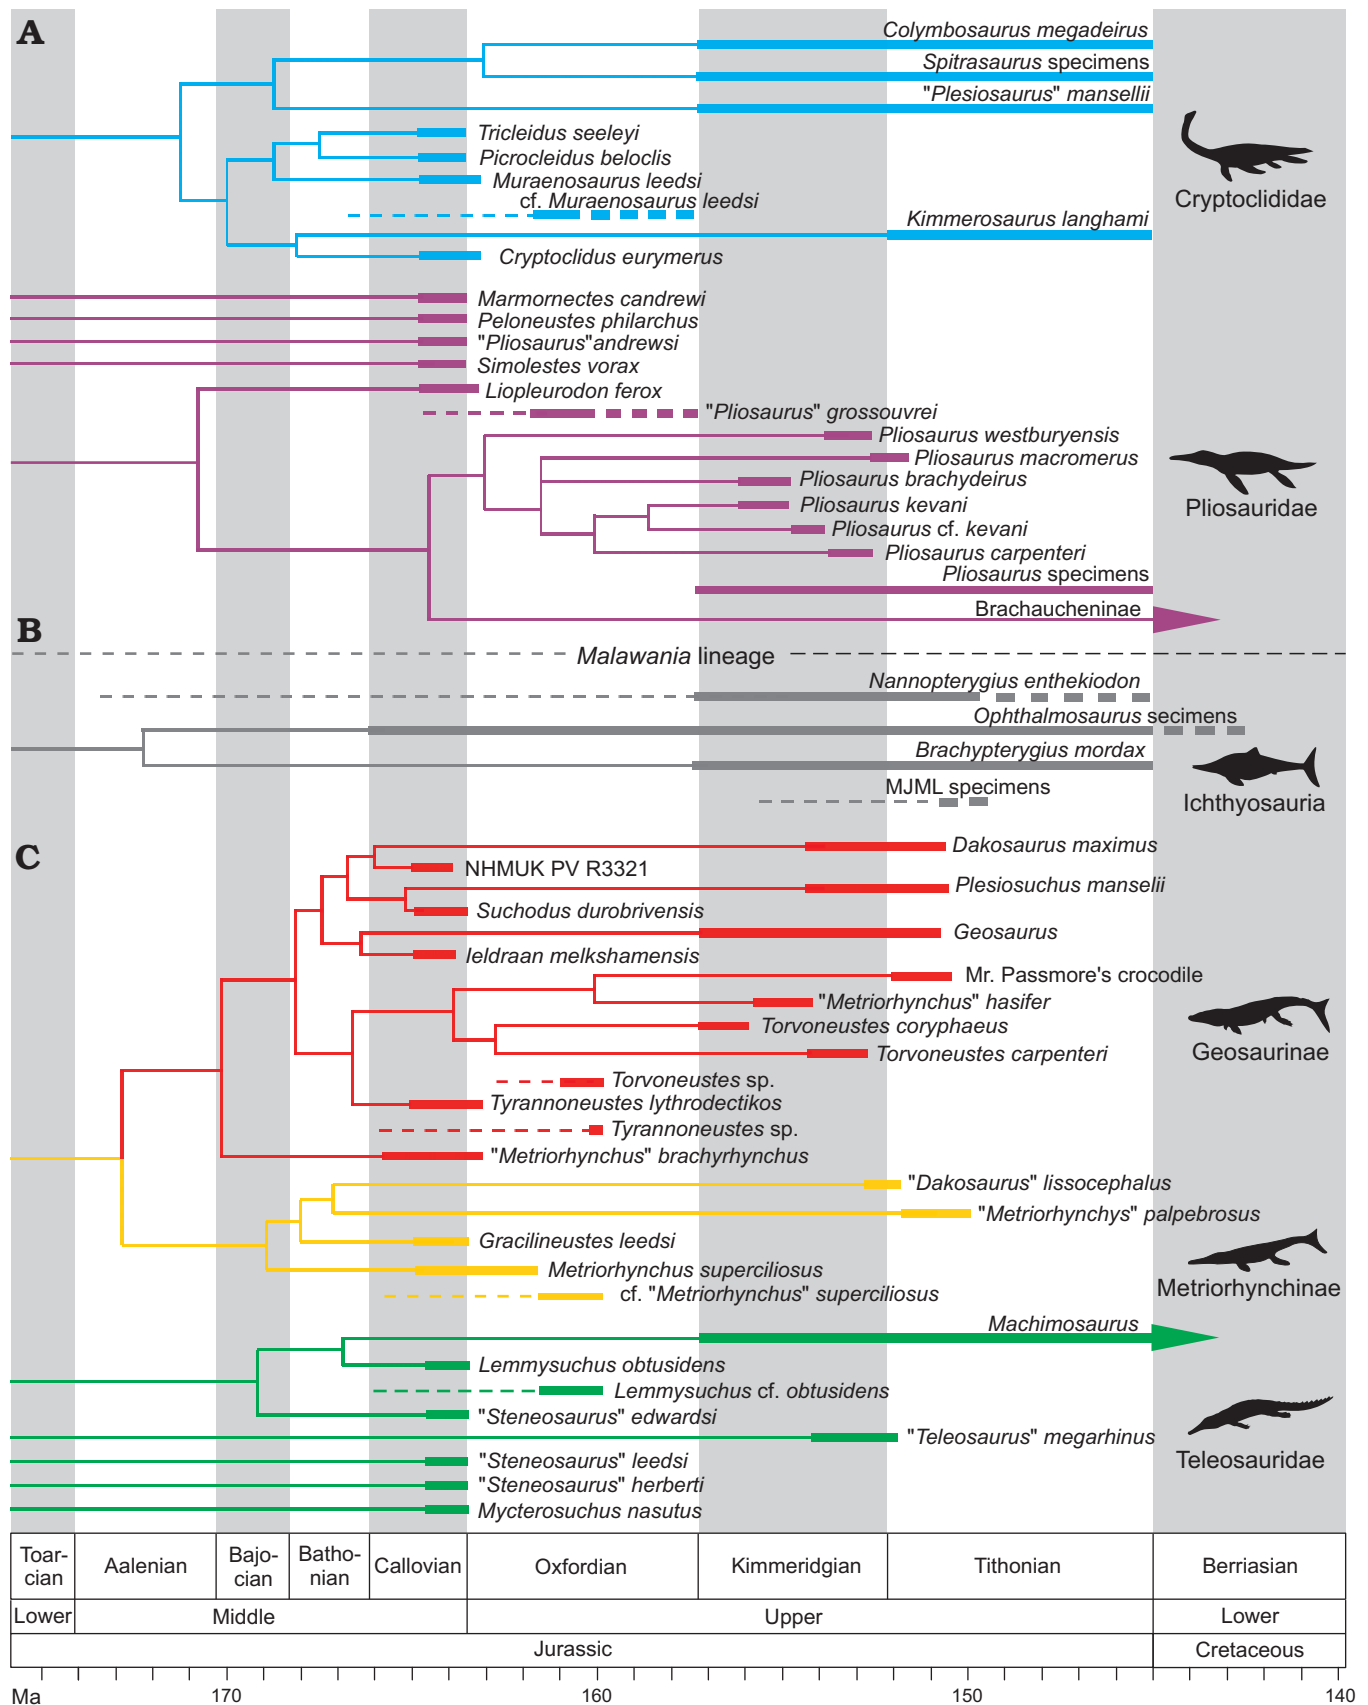 A
Colymbosaurus megadeirus
Spitrasaurus specimens
"Plesiosaurus" mansellii
Tricleidus seeleyi
Picrocleidus beloclis
Muraenosaurus leedsi
cf. Muraenosaurus leedsi
Kimmerosaurus langhami
Cryptoclidus eurymerus
Cryptoclididae
Marmornectes candrewi
Peloneustes philarchus
"Pliosaurus"andrewsi
Simolestes vorax
Liopleurodon ferox
"Pliosaurus" grossouvrei
Pliosaurus westburyensis
Pliosaurus macromerus
Pliosaurus brachydeirus
Pliosaurus kevani
Pliosaurus cf. kevani
Pliosaurus carpenteri
Pliosaurus specimens
Brachaucheninae
Pliosauridae
B
Malawania lineage
Nannopterygius enthekiodon
Ophthalmosaurus secimens
Brachypterygius mordax
MJML specimens
Ichthyosauria
C
Dakosaurus maximus
NHMUK PV R3321
Plesiosuchus manselii
Suchodus durobrivensis
Geosaurus
Ieldraan melkshamensis
Mr. Passmore's crocodile
"Metriorhynchus" hasifer
Torvoneustes coryphaeus
Torvoneustes carpenteri
Torvoneustes sp.
Tyrannoneustes lythrodectikos
Tyrannoneustes sp.
"Metriorhynchus" brachyrhynchus
Geosaurinae
"Dakosaurus" lissocephalus
"Metriorhynchys" palpebrosus
Gracilineustes leedsi
Metriorhynchus superciliosus
cf. "Metriorhynchus" superciliosus
Metriorhynchinae
Machimosaurus
Lemmysuchus obtusidens
Lemmysuchus cf. obtusidens
"Steneosaurus" edwardsi
"Teleosaurus" megarhinus
"Steneosaurus" leedsi
"Steneosaurus" herberti
Mycterosuchus nasutus
Teleosauridae
Toar-
cian
Aalenian
Bajo-
cian
Batho-
nian
Callovian
Oxfordian
Kimmeridgian
Tithonian
Berriasian
Lower
Middle
Upper
Lower
Jurassic
Cretaceous
Ma
170
160
150
140